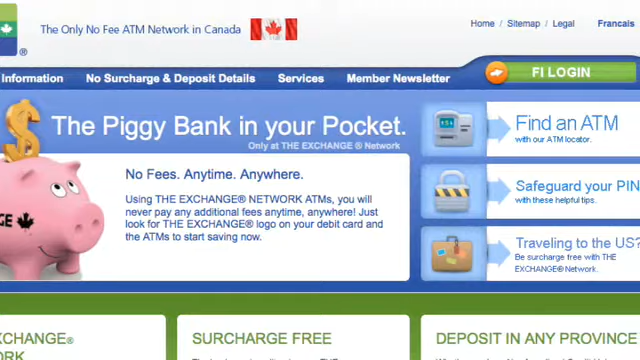 The Only No Fee ATM Network in Canada
Home / Sitemap / Legal
Francais
®
Information
No Surcharge & Deposit Details
Services
Member Newsletter
FI LOGIN
The Piggy Bank in your Pocket.
Only at THE EXCHANGE ® Network
No Fees. Anytime. Anywhere.
Using THE EXCHANGE® NETWORK ATMs, you will
never pay any additional fees anytime, anywhere! Just
look for THE EXCHANGE® logo on your debit card and
the ATMs to start saving now.
Find an ATM
with our ATM locator.
Safeguard your PIN
with these helpful tips.
Traveling to the US?
Be surcharge free with THE
EXCHANGE® Network.
XCHANGE®
WORK
SURCHARGE FREE
DEPOSIT IN ANY PROVINCE